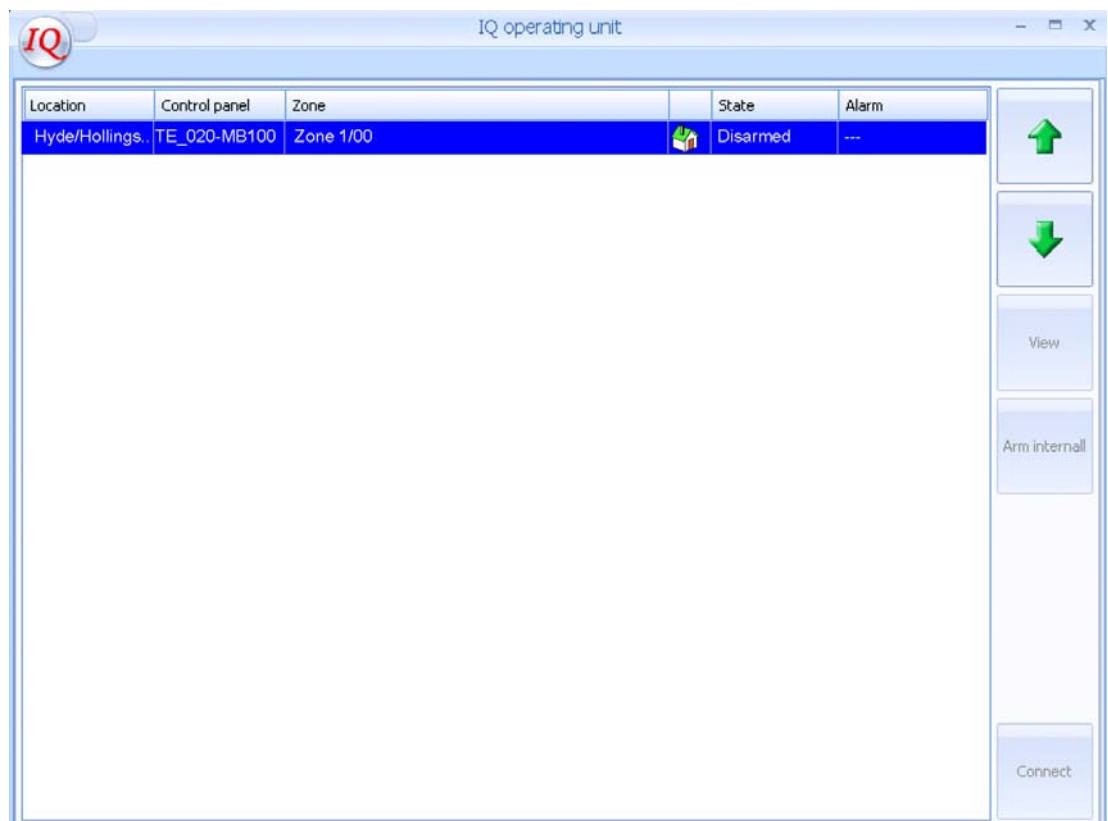 IQ operating unit
IQ
Location Control panel Zone State Alarm
Hyde/Hollings.. TE_020-MB100 Zone 1/00 Disarmed ---
View
Arm internall
Connect